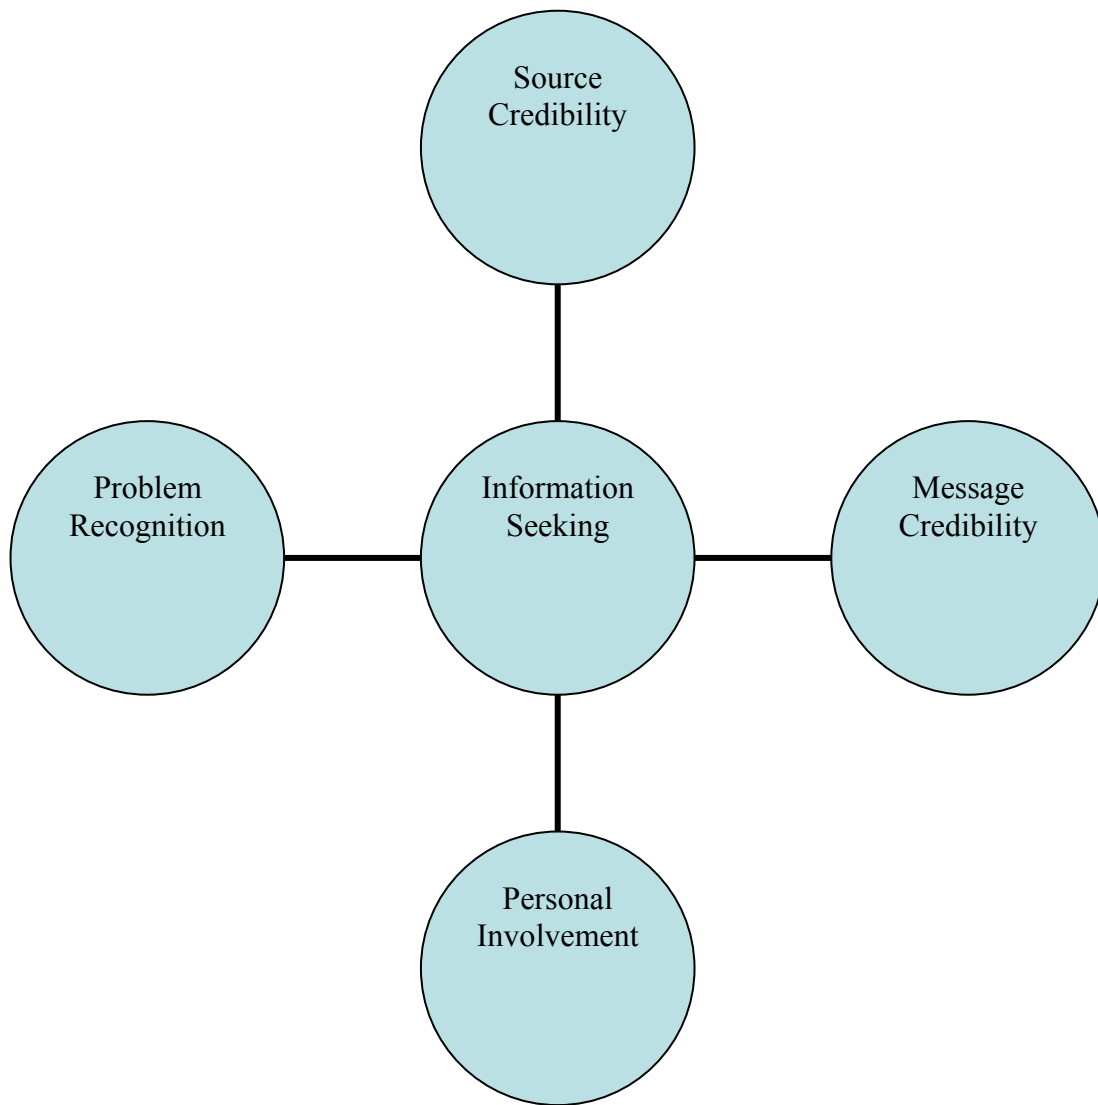 Source
Credibility
Problem
Recognition
Information
Seeking
Message
Credibility
Personal
Involvement